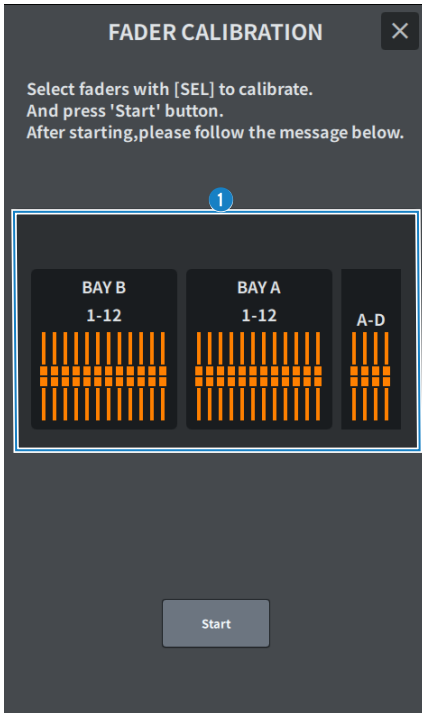 FADER CALIBRATION
Select faders with [SEL] to calibrate.
And press 'Start' button.
After starting,please follow the message below.
1
BAY B
1-12
BAY A
1-12
A-D
Start